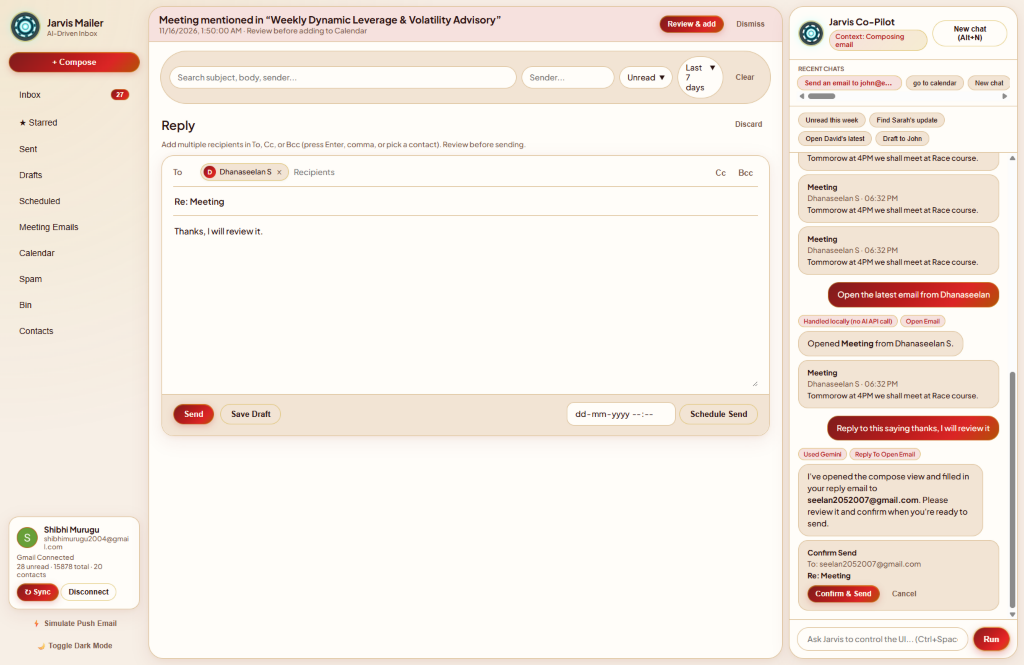 Jarvis Mailer
AI-Driven Inbox
+ Compose
Inbox
27
★ Starred
Sent
Drafts
Scheduled
Meeting Emails
Calendar
Spam
Bin
Contacts
S
Shibhi Murugu
shibhimurugu2004@gmai
l.com
Gmail Connected
28 unread · 15878 total · 20
contacts
↻ Sync
Disconnect
Simulate Push Email
Toggle Dark Mode
Meeting mentioned in “Weekly Dynamic Leverage & Volatility Advisory”
11/16/2026, 1:50:00 AM · Review before adding to Calendar
Review & add
Dismiss
Search subject, body, sender...
Sender...
Unread ▼
Last
7
days
▼
Clear
Reply
Discard
Add multiple recipients in To, Cc, or Bcc (press Enter, comma, or pick a contact). Review before sending.
To
D
Dhanaseelan S ×
Recipients
Cc
Bcc
Re: Meeting
Thanks, I will review it.
Send
Save Draft
dd-mm-yyyy --:--
Schedule Send
Jarvis Co-Pilot
Context: Composing
email
New chat
(Alt+N)
RECENT CHATS
Send an email to john@e...
go to calendar
New chat
Unread this week
Find Sarah's update
Open David's latest
Draft to John
Tommorow at 4PM we shall meet at Race course.
Meeting
Dhanaseelan S · 06:32 PM
Tommorow at 4PM we shall meet at Race course.
Meeting
Dhanaseelan S · 06:32 PM
Tommorow at 4PM we shall meet at Race course.
Open the latest email from Dhanaseelan
Handled locally (no AI API call)
Open Email
Opened Meeting from Dhanaseelan S.
Meeting
Dhanaseelan S · 06:32 PM
Tommorow at 4PM we shall meet at Race course.
Reply to this saying thanks, I will review it
Used Gemini
Reply To Open Email
I've opened the compose view and filled in
your reply email to
seelan2052007@gmail.com. Please
review it and confirm when you're ready to
send.
Confirm Send
To: seelan2052007@gmail.com
Re: Meeting
Confirm & Send
Cancel
Ask Jarvis to control the UI... (Ctrl+Spac
Run